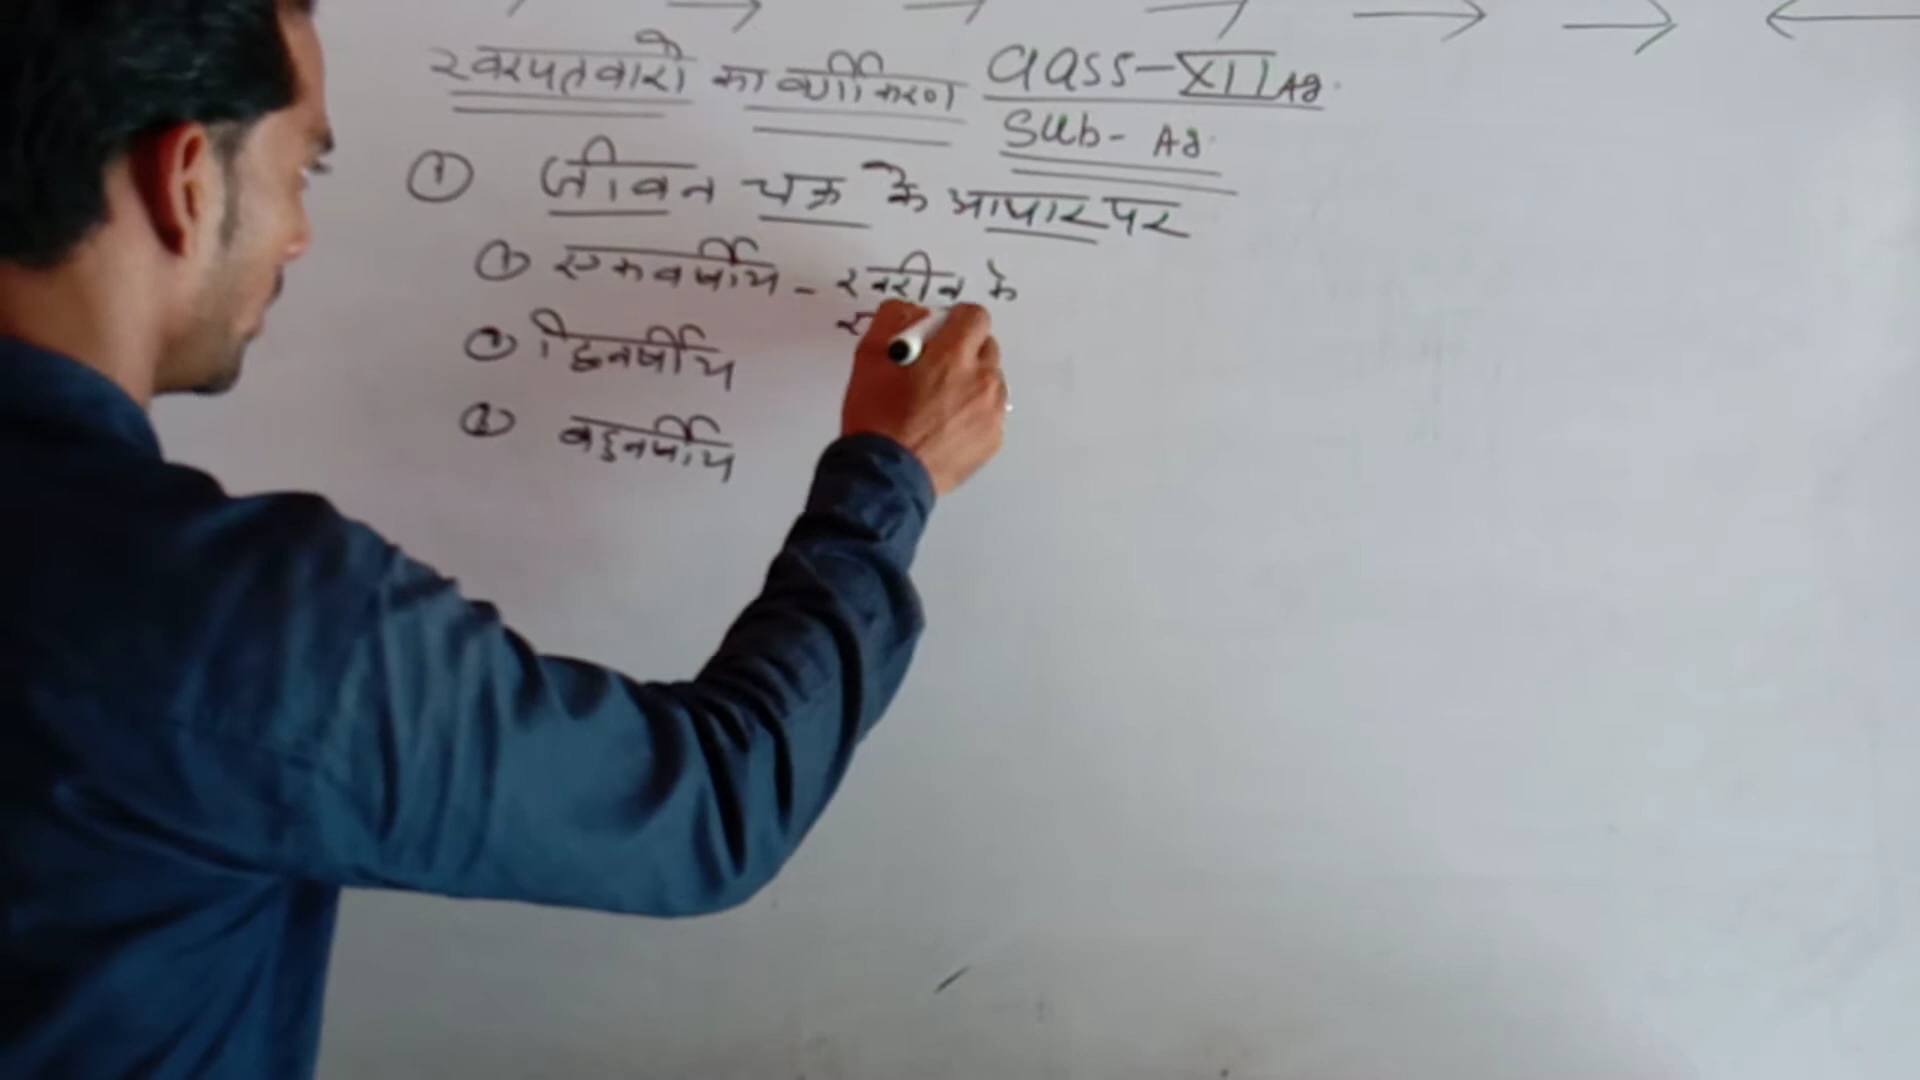 खरपतवारो का वर्गीकरण Class-XII Ag.
Sub- Ag.
① जीवन चक्र के आधार पर
① एकवर्षीय - खरीफ के
② द्विवर्षीय
③ बहुवर्षीय